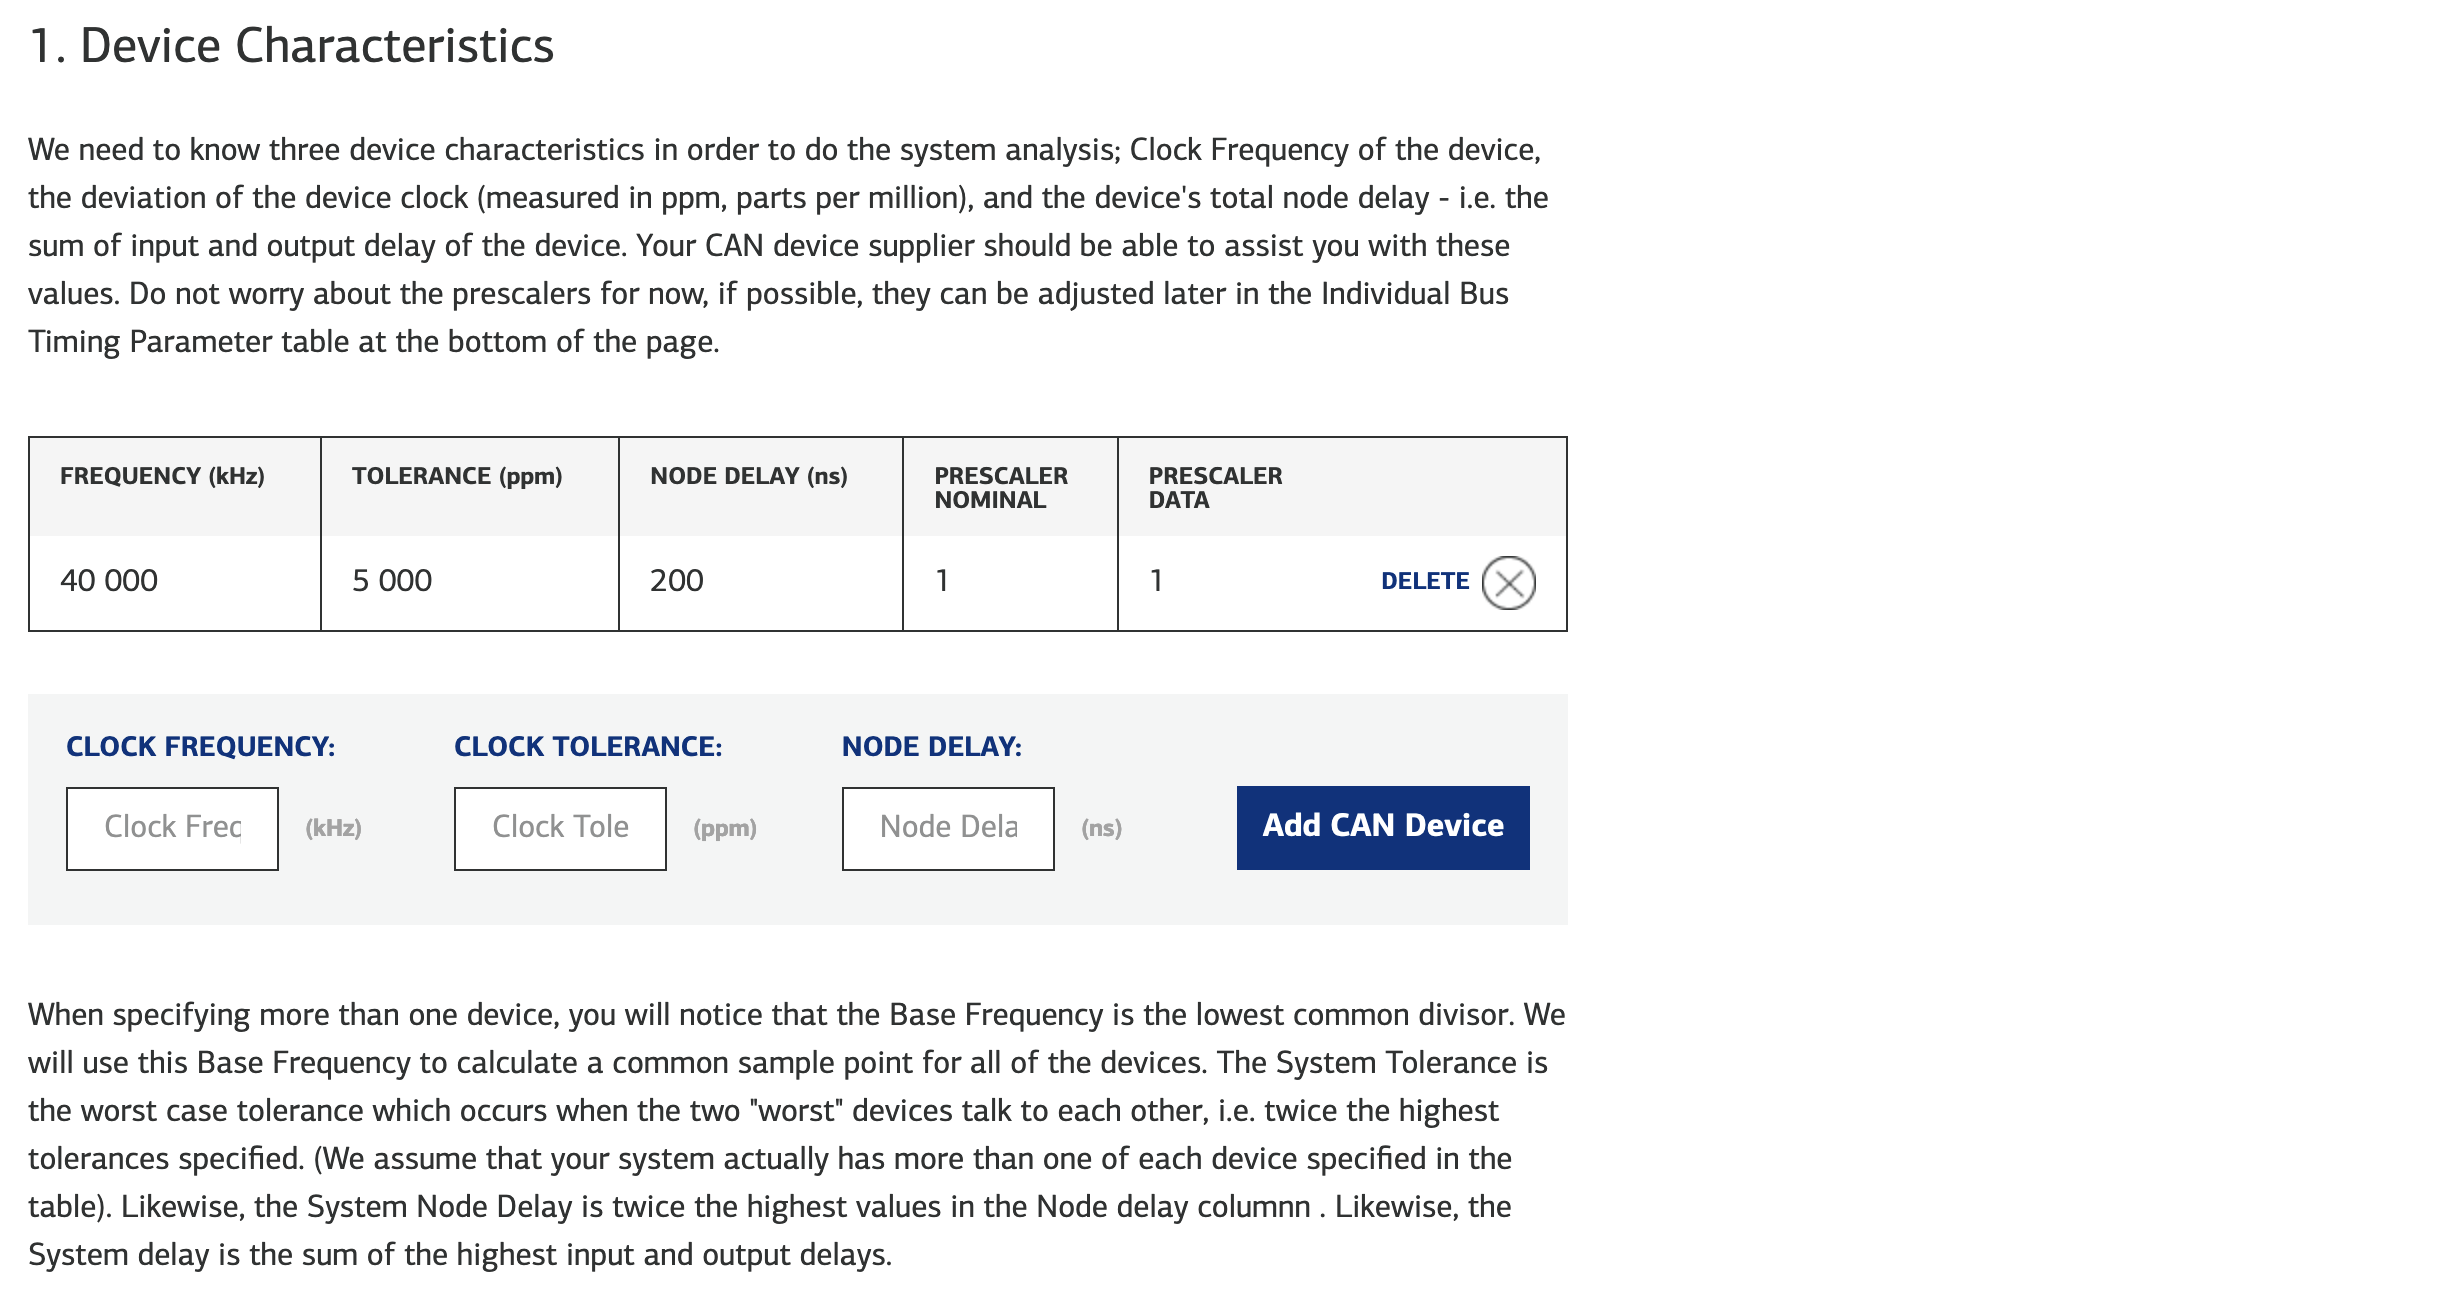 1. Device Characteristics
We need to know three device characteristics in order to do the system analysis; Clock Frequency of the device,
the deviation of the device clock (measured in ppm, parts per million), and the device's total node delay - i.e. the
sum of input and output delay of the device. Your CAN device supplier should be able to assist you with these
values. Do not worry about the prescalers for now, if possible, they can be adjusted later in the Individual Bus
Timing Parameter table at the bottom of the page.
FREQUENCY (kHz) TOLERANCE (ppm) NODE DELAY (ns) PRESCALER NOMINAL PRESCALER DATA
40 000 5 000 200 1 1 DELETE
CLOCK FREQUENCY: CLOCK TOLERANCE: NODE DELAY:
Clock Freq (kHz) Clock Tole (ppm) Node Dela (ns) Add CAN Device
When specifying more than one device, you will notice that the Base Frequency is the lowest common divisor. We
will use this Base Frequency to calculate a common sample point for all of the devices. The System Tolerance is
the worst case tolerance which occurs when the two "worst" devices talk to each other, i.e. twice the highest
tolerances specified. (We assume that your system actually has more than one of each device specified in the
table). Likewise, the System Node Delay is twice the highest values in the Node delay columnn . Likewise, the
System delay is the sum of the highest input and output delays.